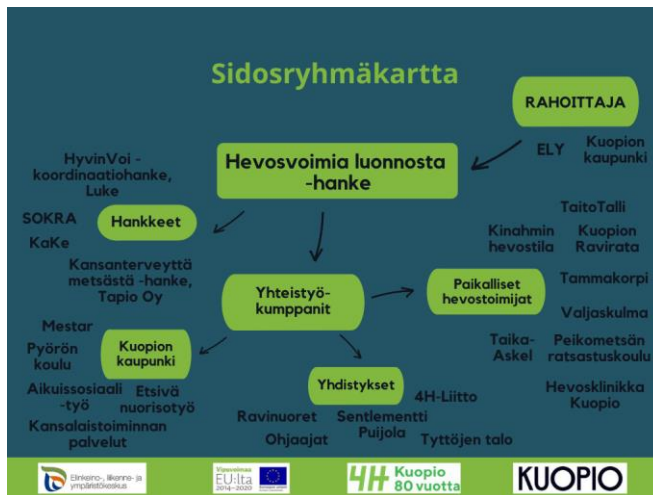 Sidosryhmäkartta
RAHOITTAJA
ELY
Kuopion
kaupunki
Hevosvoimia luonnosta
-hanke
HyvinVoi -
koordinaatiohanke,
Luke
SOKRA
Hankkeet
KaKe
Kansanterveyttä
metsästä -hanke,
Tapio Oy
Yhteistyö-
kumppanit
Paikalliset
hevostoimijat
TaitoTalli
Kinahmin
hevostila
Kuopion
Ravirata
Tammakorpi
Valjaskulma
Taika-
Askel
Peikometsän
ratsastuskoulu
Hevosklinikka
Kuopio
Mestar
Pyörön
koulu
Kuopion
kaupunki
Aikuissosiaali
-työ
Etsivä
nuorisotyö
Kansalaistoiminnan
palvelut
Yhdistykset
4H-Liitto
Ravinuoret
Sentlementti
Puijola
Ohjaajat
Tyttöjen talo
Elinkeino-, liikenne- ja
ympäristökeskus
Vipuvoimaa
EU:lta
2014–2020
4H Kuopio
80 vuotta
KUOPIO